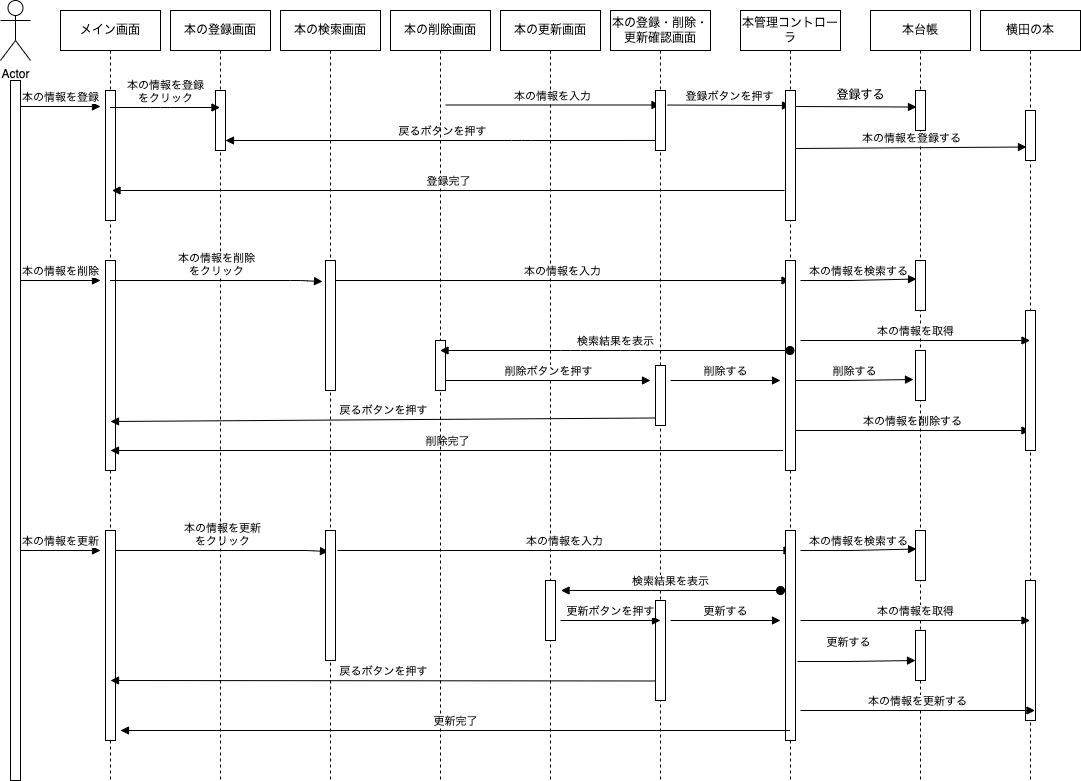 Actor
メイン画面
本の登録画面
本の検索画面
本の削除画面
本の更新画面
本の登録・削除・
更新確認画面
本管理コントロー
ラ
本台帳
横田の本
本の情報を登録
本の情報を登録
をクリック
本の情報を入力
登録ボタンを押す
登録する
戻るボタンを押す
本の情報を登録する
登録完了
本の情報を削除
本の情報を削除
をクリック
本の情報を入力
本の情報を検索する
本の情報を取得
検索結果を表示
削除ボタンを押す
削除する
削除する
戻るボタンを押す
本の情報を削除する
削除完了
本の情報を更新
本の情報を更新
をクリック
本の情報を入力
本の情報を検索する
検索結果を表示
更新ボタンを押す
更新する
本の情報を取得
更新する
戻るボタンを押す
本の情報を更新する
更新完了